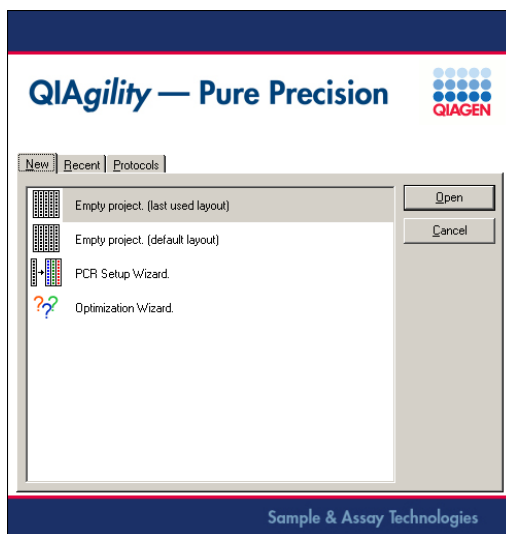 QIAgility — Pure Precision
QIAGEN
New Recent Protocols
Empty project. (last used layout)
Open
Empty project. (default layout)
Cancel
PCR Setup Wizard.
???
Optimization Wizard.
Sample & Assay Technologies